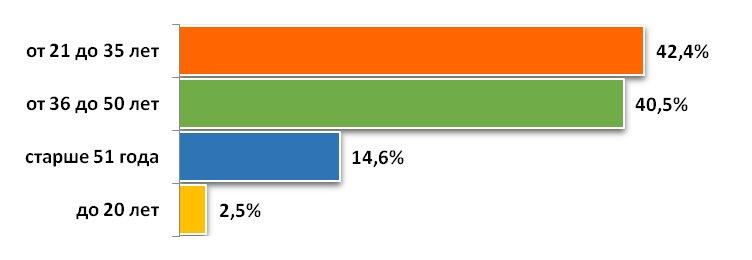 от 21 до 35 лет 42,4%
от 36 до 50 лет 40,5%
старше 51 года 14,6%
до 20 лет 2,5%